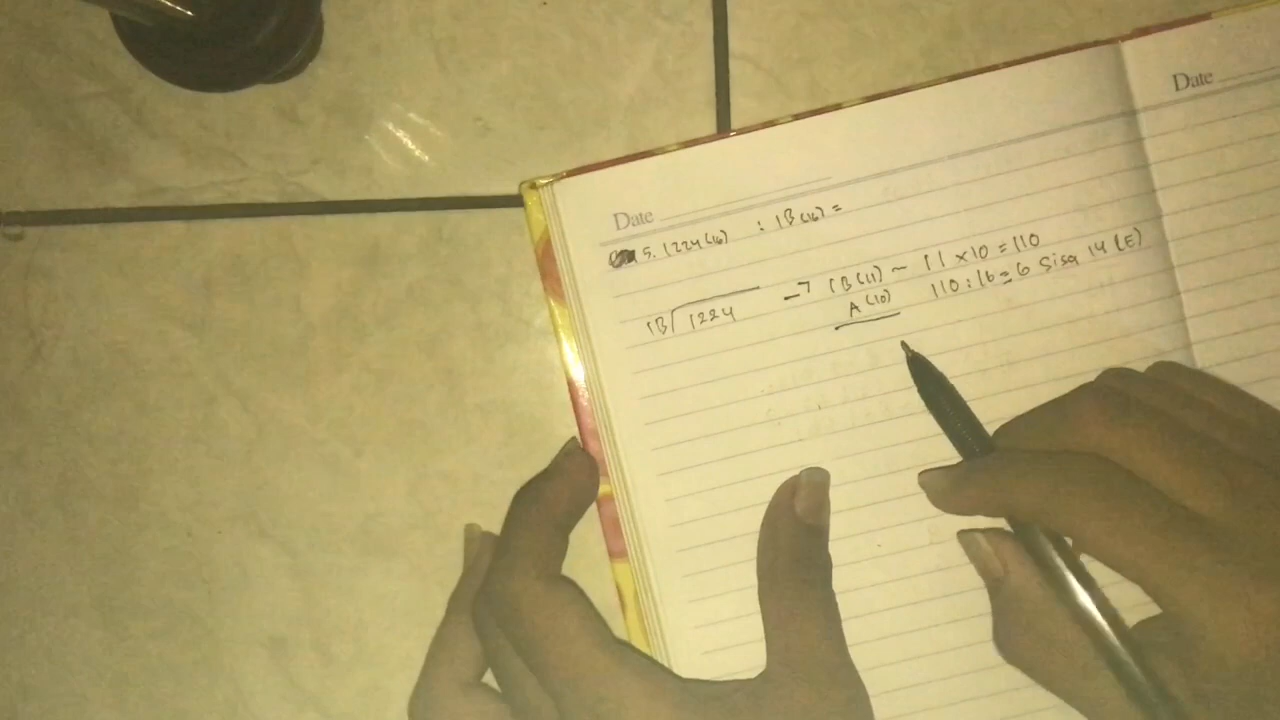 Date
Date
5. 1224(16) : 1B(16) =
1B 1224 → 1B (11) ~ 11 x 10 = 110
A (10) 110 : 16 = 6 Sisa 14 (E)